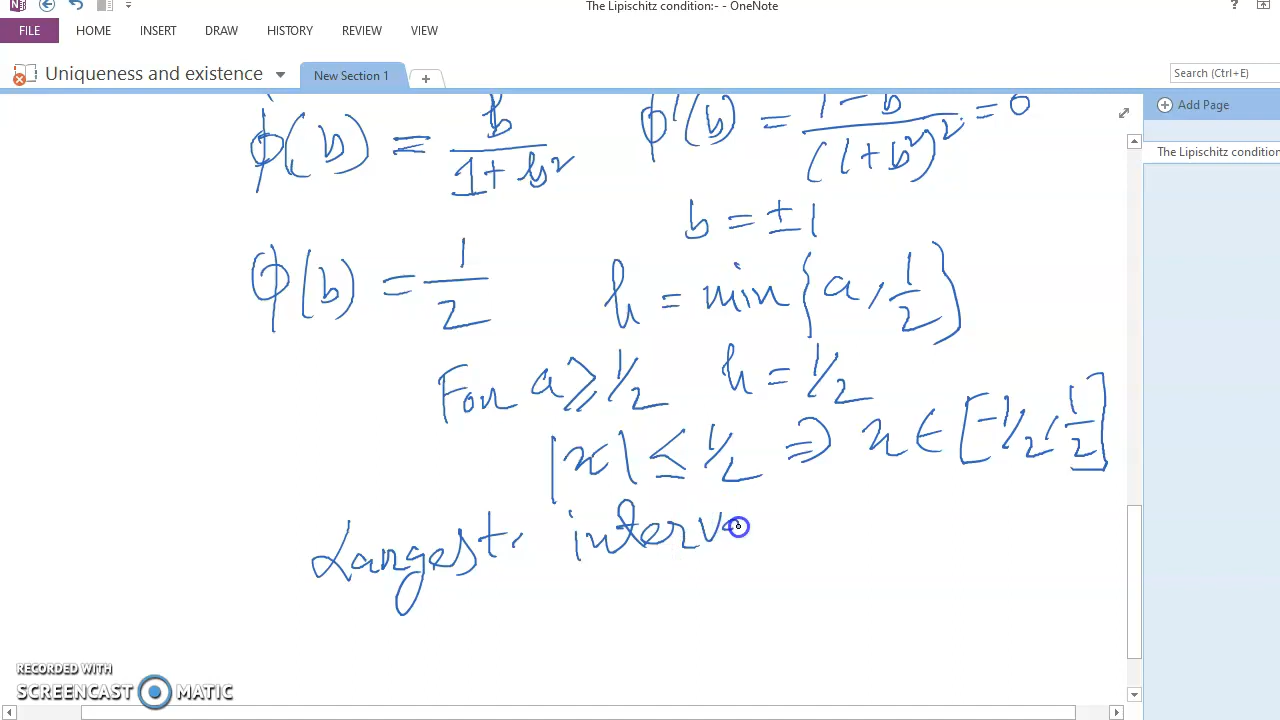 The Lipischitz condition:- - OneNote
FILE HOME INSERT DRAW HISTORY REVIEW VIEW
Uniqueness and existence New Section 1 + Search (Ctrl+E)
Add Page
The Lipischitz condition
ϕ(b) = b/(1+b²) ϕ'(b) = (1-b²)/(1+b²)² = 0
b = ±1
ϕ(b) = 1/2 h = min{a, 1/2}
For a ≥ 1/2 h = 1/2
|x| ≤ 1/2 ⇒ x ∈ [-1/2, 1/2]
Largest interva
RECORDED WITH
SCREENCAST MATIC